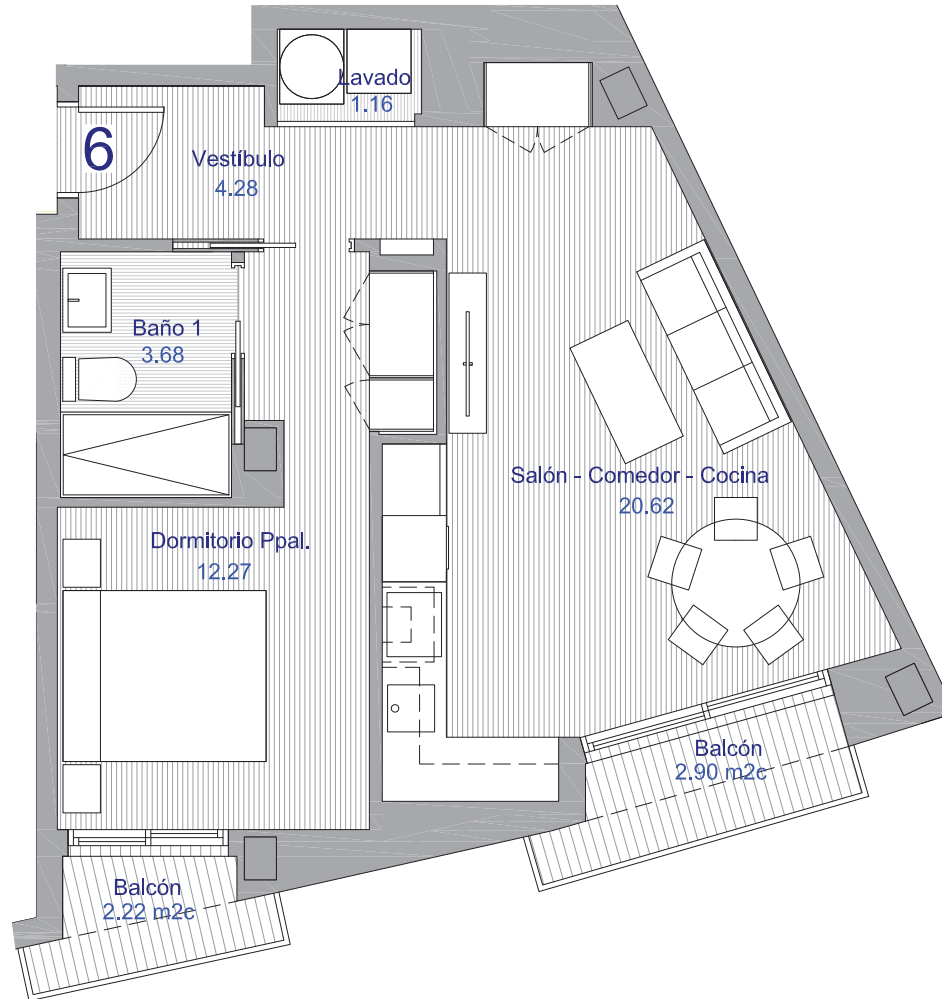 Lavado
1.16
6
Vestíbulo
4.28
Baño 1
3.68
Salón - Comedor - Cocina
20.62
Dormitorio Ppal.
12.27
Balcón
2.90 m2c
Balcón
2.22 m2c